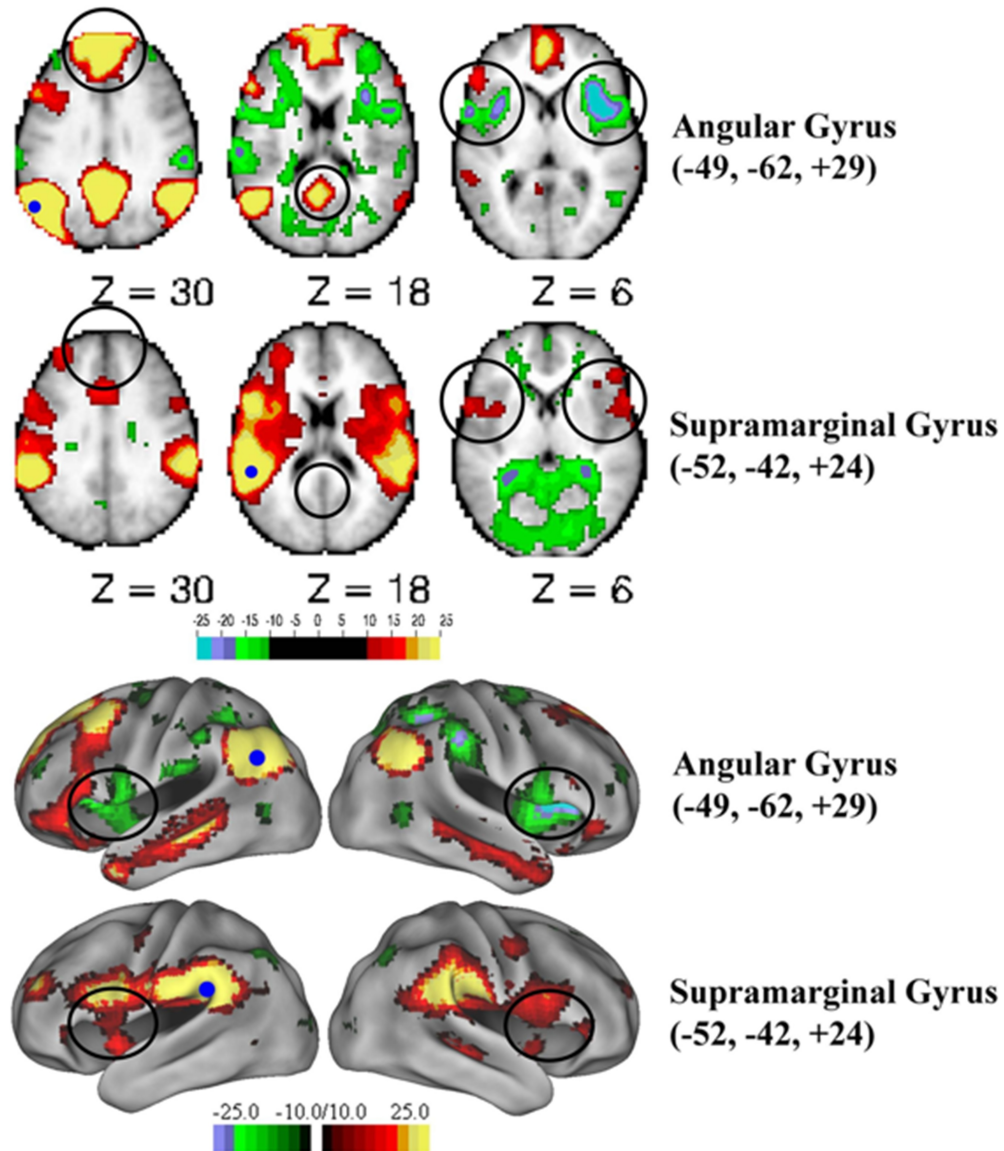 Angular Gyrus
(-49, -62, +29)
Z = 30 Z = 18 Z = 6
Supramarginal Gyrus
(-52, -42, +24)
Z = 30 Z = 18 Z = 6
-25 -20 -15 -10 -5 0 5 10 15 20 25
Angular Gyrus
(-49, -62, +29)
Supramarginal Gyrus
(-52, -42, +24)
-25.0 -10.0/10.0 25.0